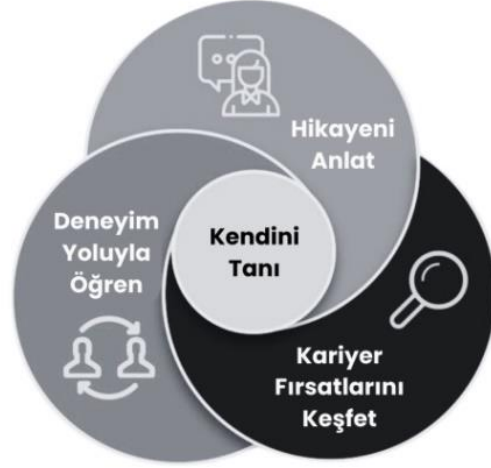 Hikayeni
Anlat
Deneyim
Yoluyla
Öğren
Kendini
Tanı
Kariyer
Fırsatlarını
Keşfet